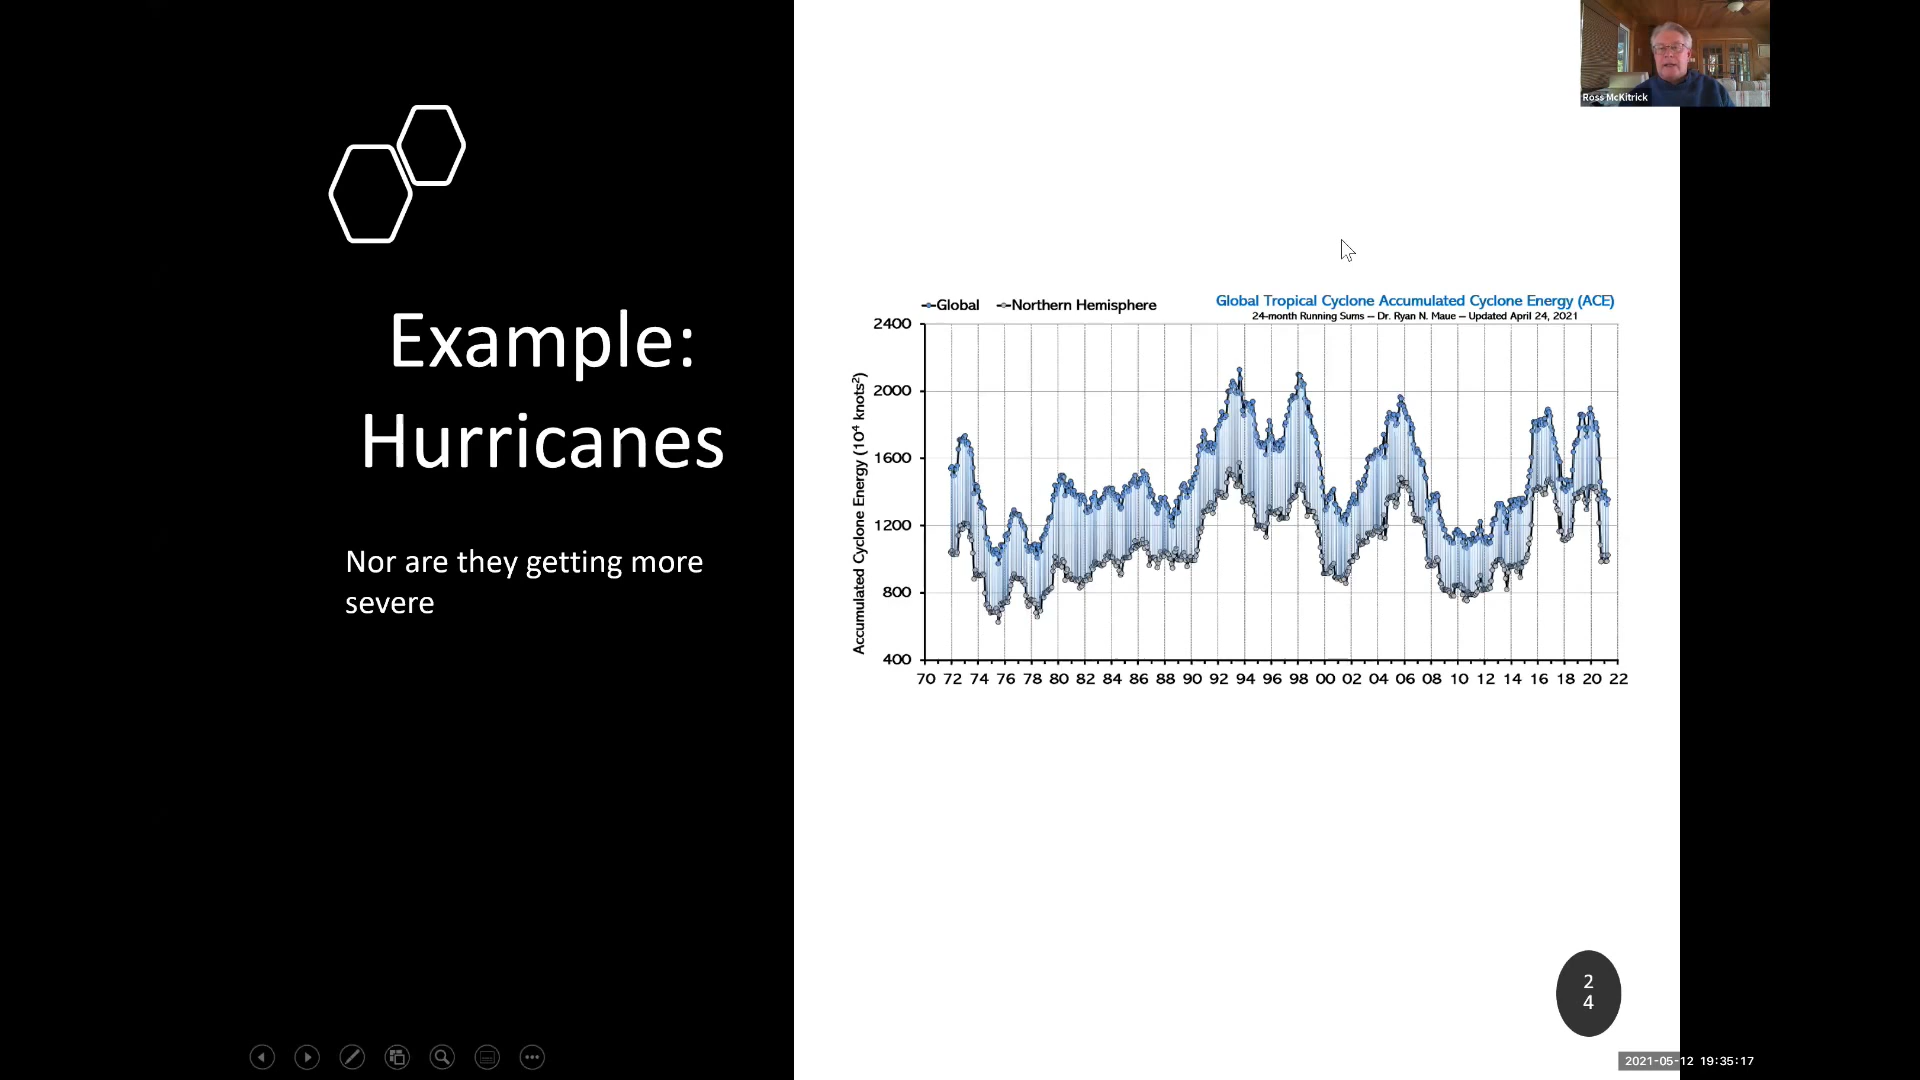 Ross McKitrick
Example:
Hurricanes
Nor are they getting more
severe
Global Northern Hemisphere
Global Tropical Cyclone Accumulated Cyclone Energy (ACE)
24-month Running Sums — Dr. Ryan N. Maue — Updated April 24, 2021
Accumulated Cyclone Energy (10⁴ knots²)
2400
2000
1600
1200
800
400
70 72 74 76 78 80 82 84 86 88 90 92 94 96 98 00 02 04 06 08 10 12 14 16 18 20 22
2
4
2021-05-12 19:35:17